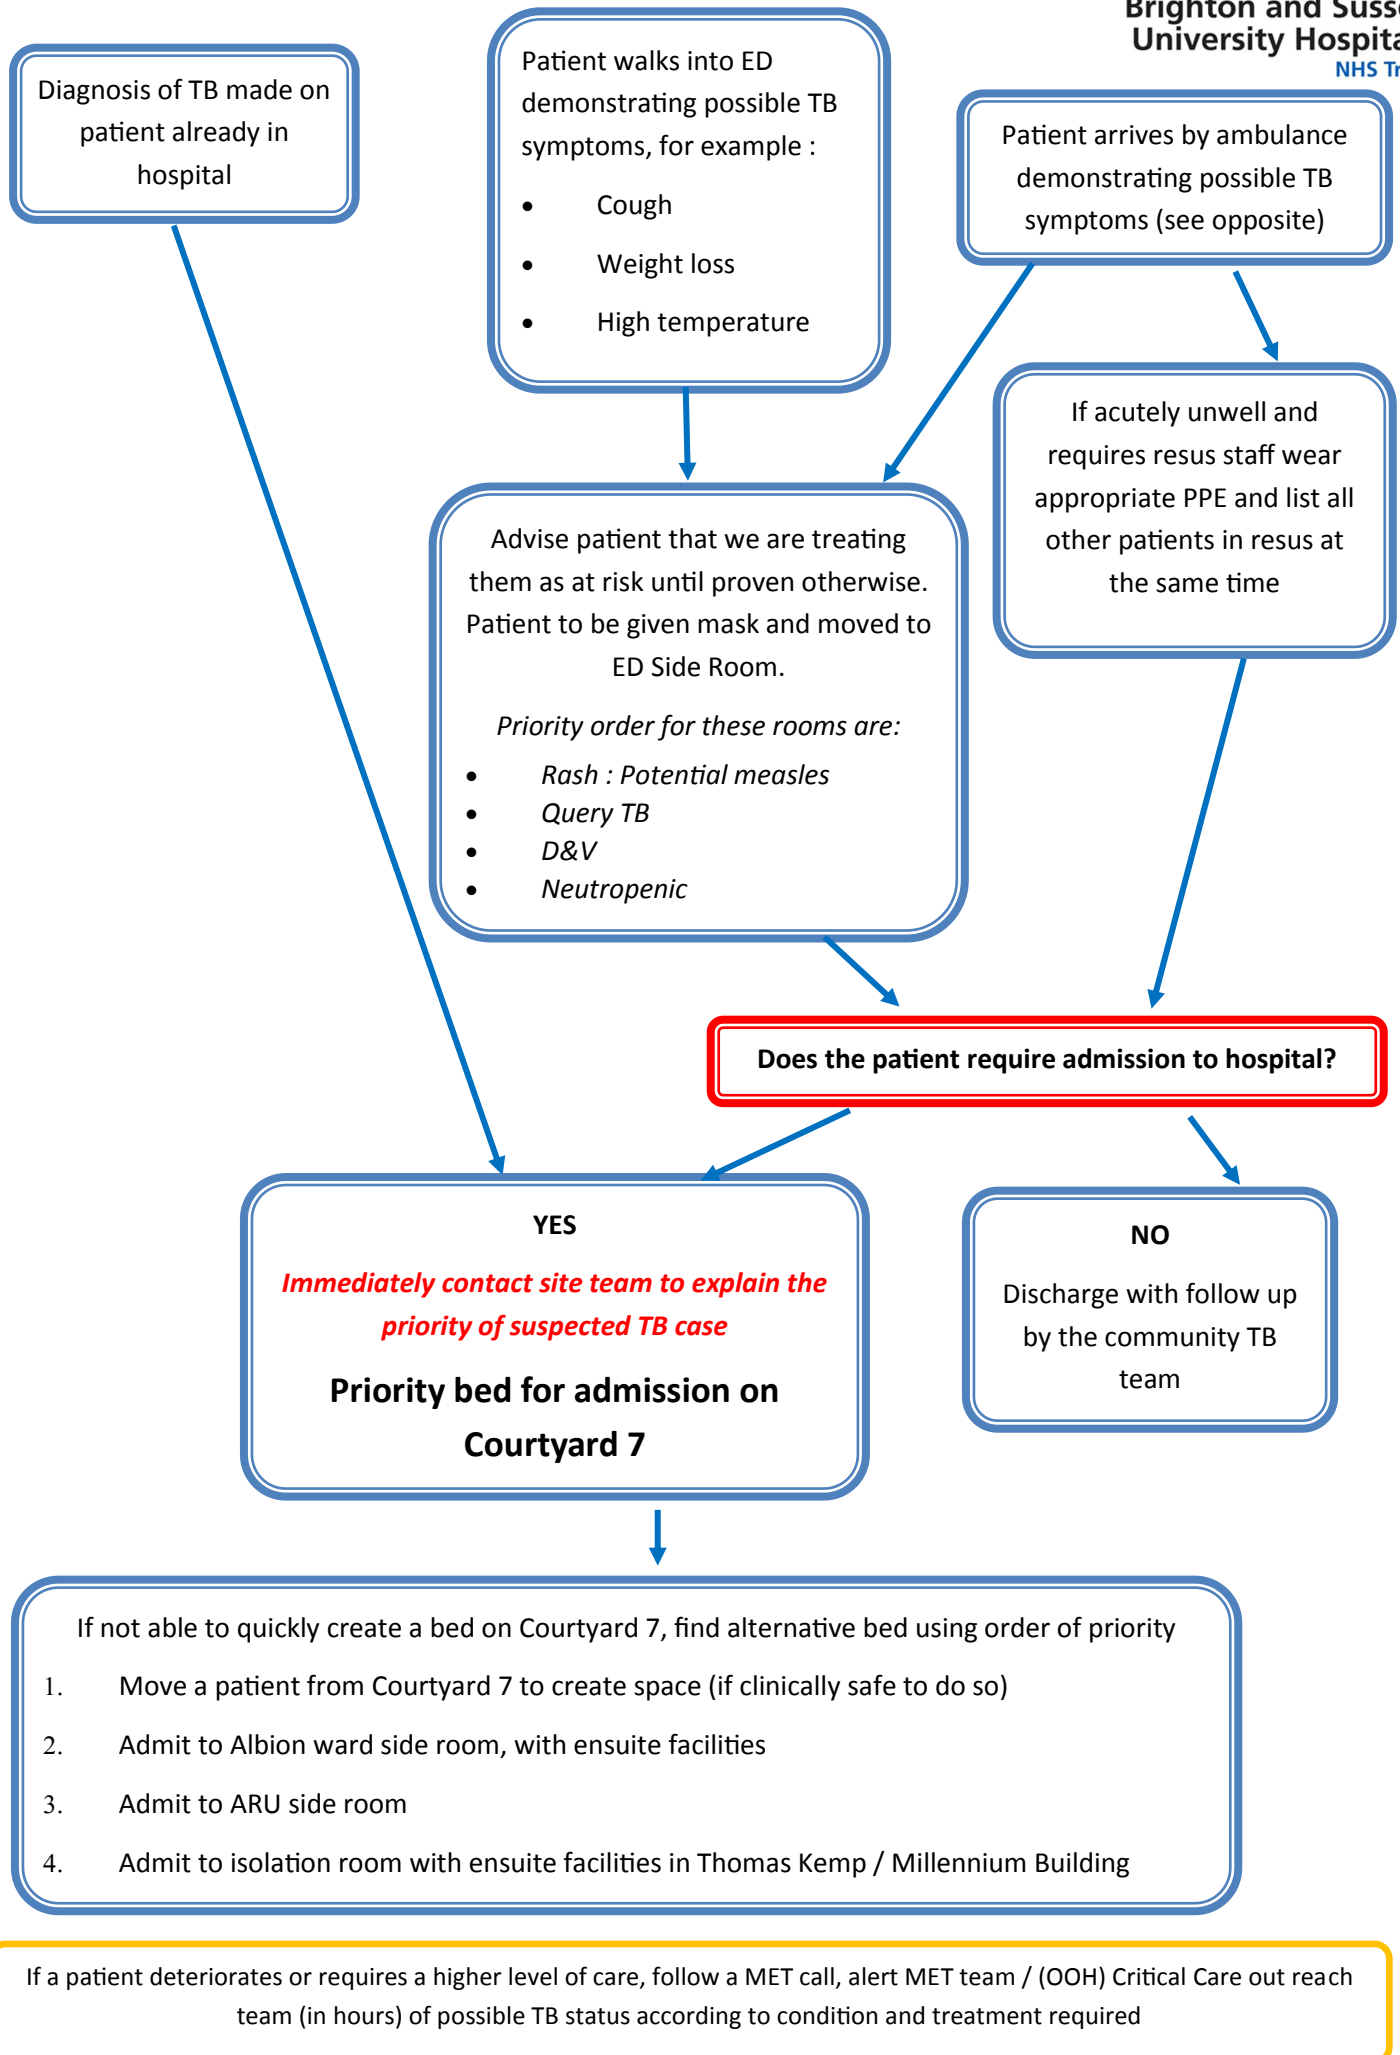 Brighton and Susse
University Hospita
NHS Tr
Diagnosis of TB made on
patient already in
hospital
Patient walks into ED
demonstrating possible TB
symptoms, for example :
• Cough
• Weight loss
• High temperature
Patient arrives by ambulance
demonstrating possible TB
symptoms (see opposite)
If acutely unwell and
requires resus staff wear
appropriate PPE and list all
other patients in resus at
the same time
Advise patient that we are treating
them as at risk until proven otherwise.
Patient to be given mask and moved to
ED Side Room.
Priority order for these rooms are:
• Rash : Potential measles
• Query TB
• D&V
• Neutropenic
Does the patient require admission to hospital?
YES
Immediately contact site team to explain the
priority of suspected TB case
Priority bed for admission on
Courtyard 7
NO
Discharge with follow up
by the community TB
team
If not able to quickly create a bed on Courtyard 7, find alternative bed using order of priority
1. Move a patient from Courtyard 7 to create space (if clinically safe to do so)
2. Admit to Albion ward side room, with ensuite facilities
3. Admit to ARU side room
4. Admit to isolation room with ensuite facilities in Thomas Kemp / Millennium Building
If a patient deteriorates or requires a higher level of care, follow a MET call, alert MET team / (OOH) Critical Care out reach
team (in hours) of possible TB status according to condition and treatment required